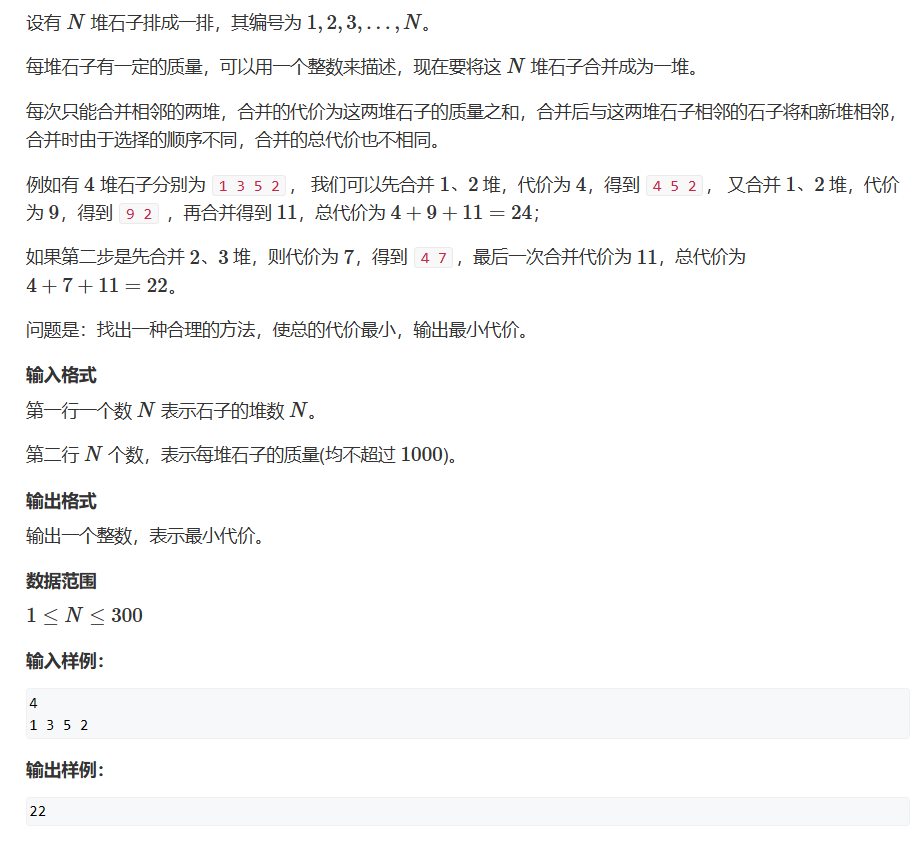 设有 N 堆石子排成一排，其编号为 1, 2, 3, …, N。
每堆石子有一定的质量，可以用一个整数来描述，现在要将这 N 堆石子合并成为一堆。
每次只能合并相邻的两堆，合并的代价为这两堆石子的质量之和，合并后与这两堆石子相邻的石子将和新堆相邻，
合并时由于选择的顺序不同，合并的总代价也不相同。
例如有 4 堆石子分别为 1 3 5 2 ， 我们可以先合并 1、2 堆，代价为 4，得到 4 5 2 ， 又合并 1、2 堆，代价
为 9，得到 9 2 ，再合并得到 11，总代价为 4 + 9 + 11 = 24；
如果第二步是先合并 2、3 堆，则代价为 7，得到 4 7 ，最后一次合并代价为 11，总代价为
4 + 7 + 11 = 22。
问题是：找出一种合理的方法，使总的代价最小，输出最小代价。
输入格式
第一行一个数 N 表示石子的堆数 N。
第二行 N 个数，表示每堆石子的质量(均不超过 1000)。
输出格式
输出一个整数，表示最小代价。
数据范围
1 ≤ N ≤ 300
输入样例：
4
1 3 5 2
输出样例：
22